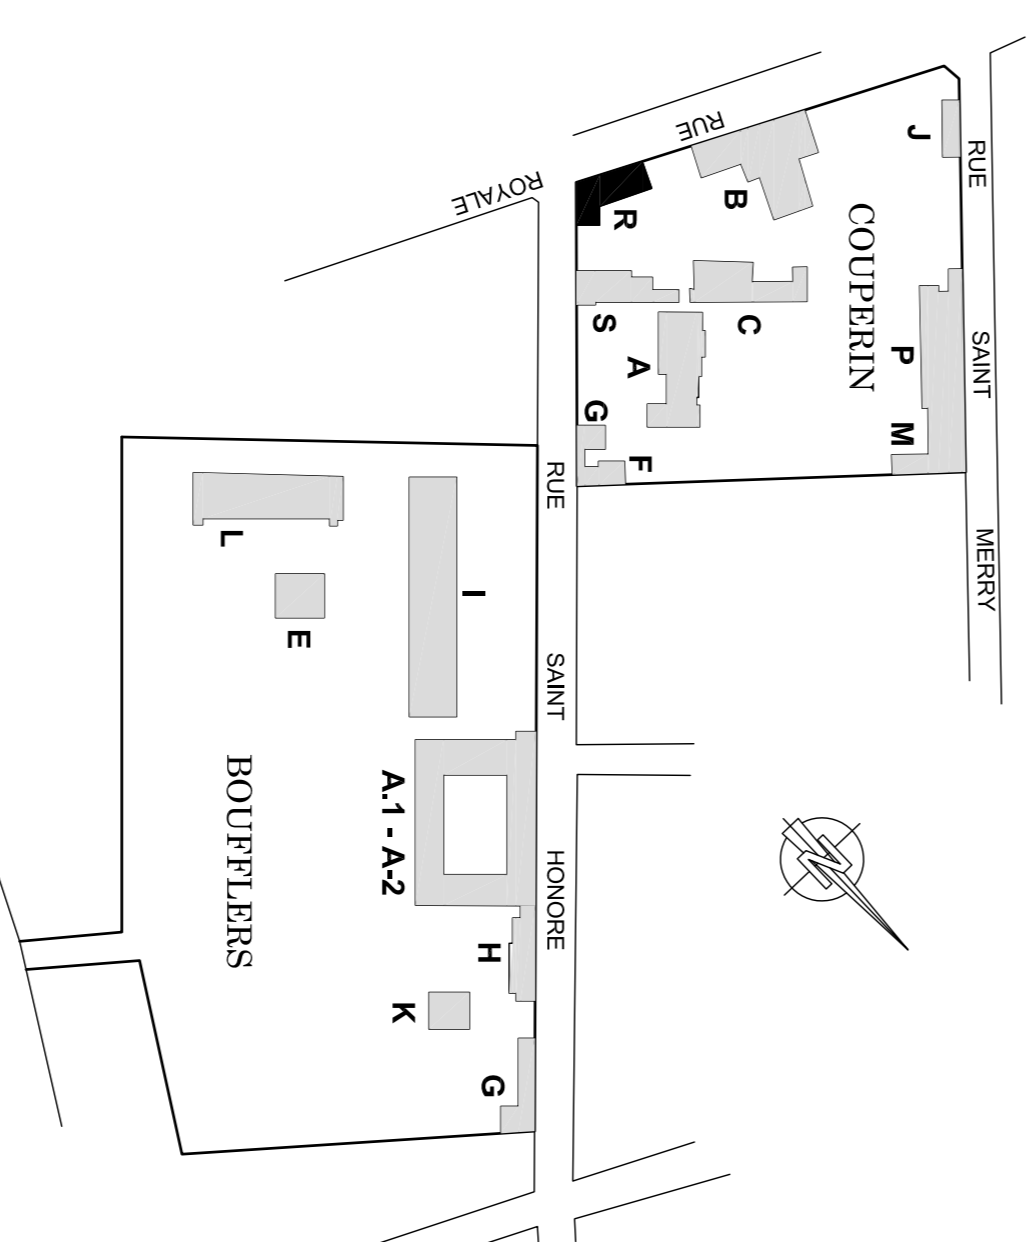 RUE
ROYALE
RUE
SAINT
MERRY
COUPERIN
J
B
R
S
C
A
P
G
F
M
RUE
SAINT
HONORE
BOUFFLERS
L
I
E
A.1 - A-2
H
K
G
N